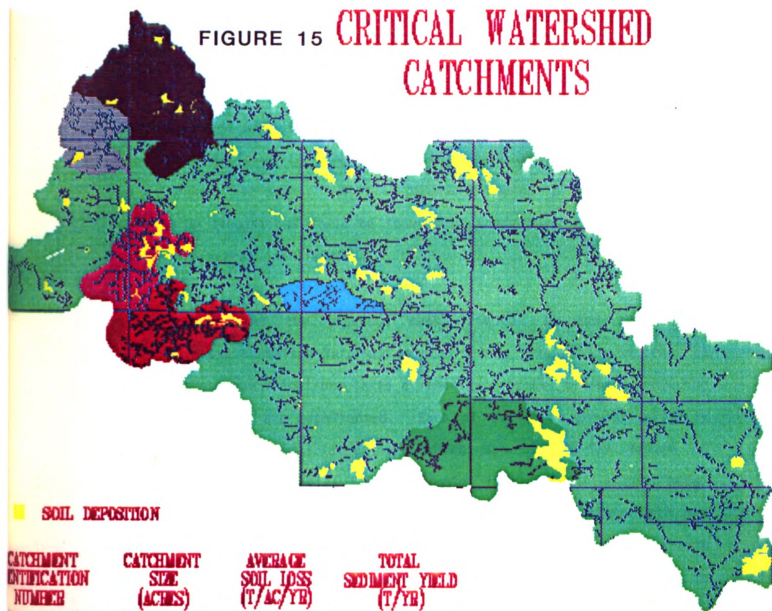 FIGURE 15 CRITICAL WATERSHED
CATCHMENTS
SOIL DEPOSITION
CATCHMENT
ENTIFICATION
NUMBER
CATCHMENT
SIZE
(ACRES)
AVERAGE
SOIL LOSS
(T/AC/YR)
TOTAL
SEDIMENT YIELD
(T/YR)